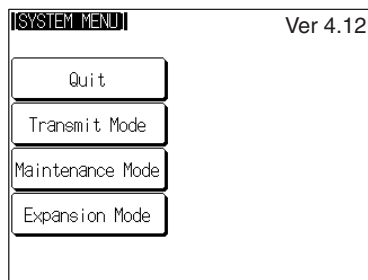 [SYSTEM MENU]
Ver 4.12
Quit
Transmit Mode
Maintenance Mode
Expansion Mode